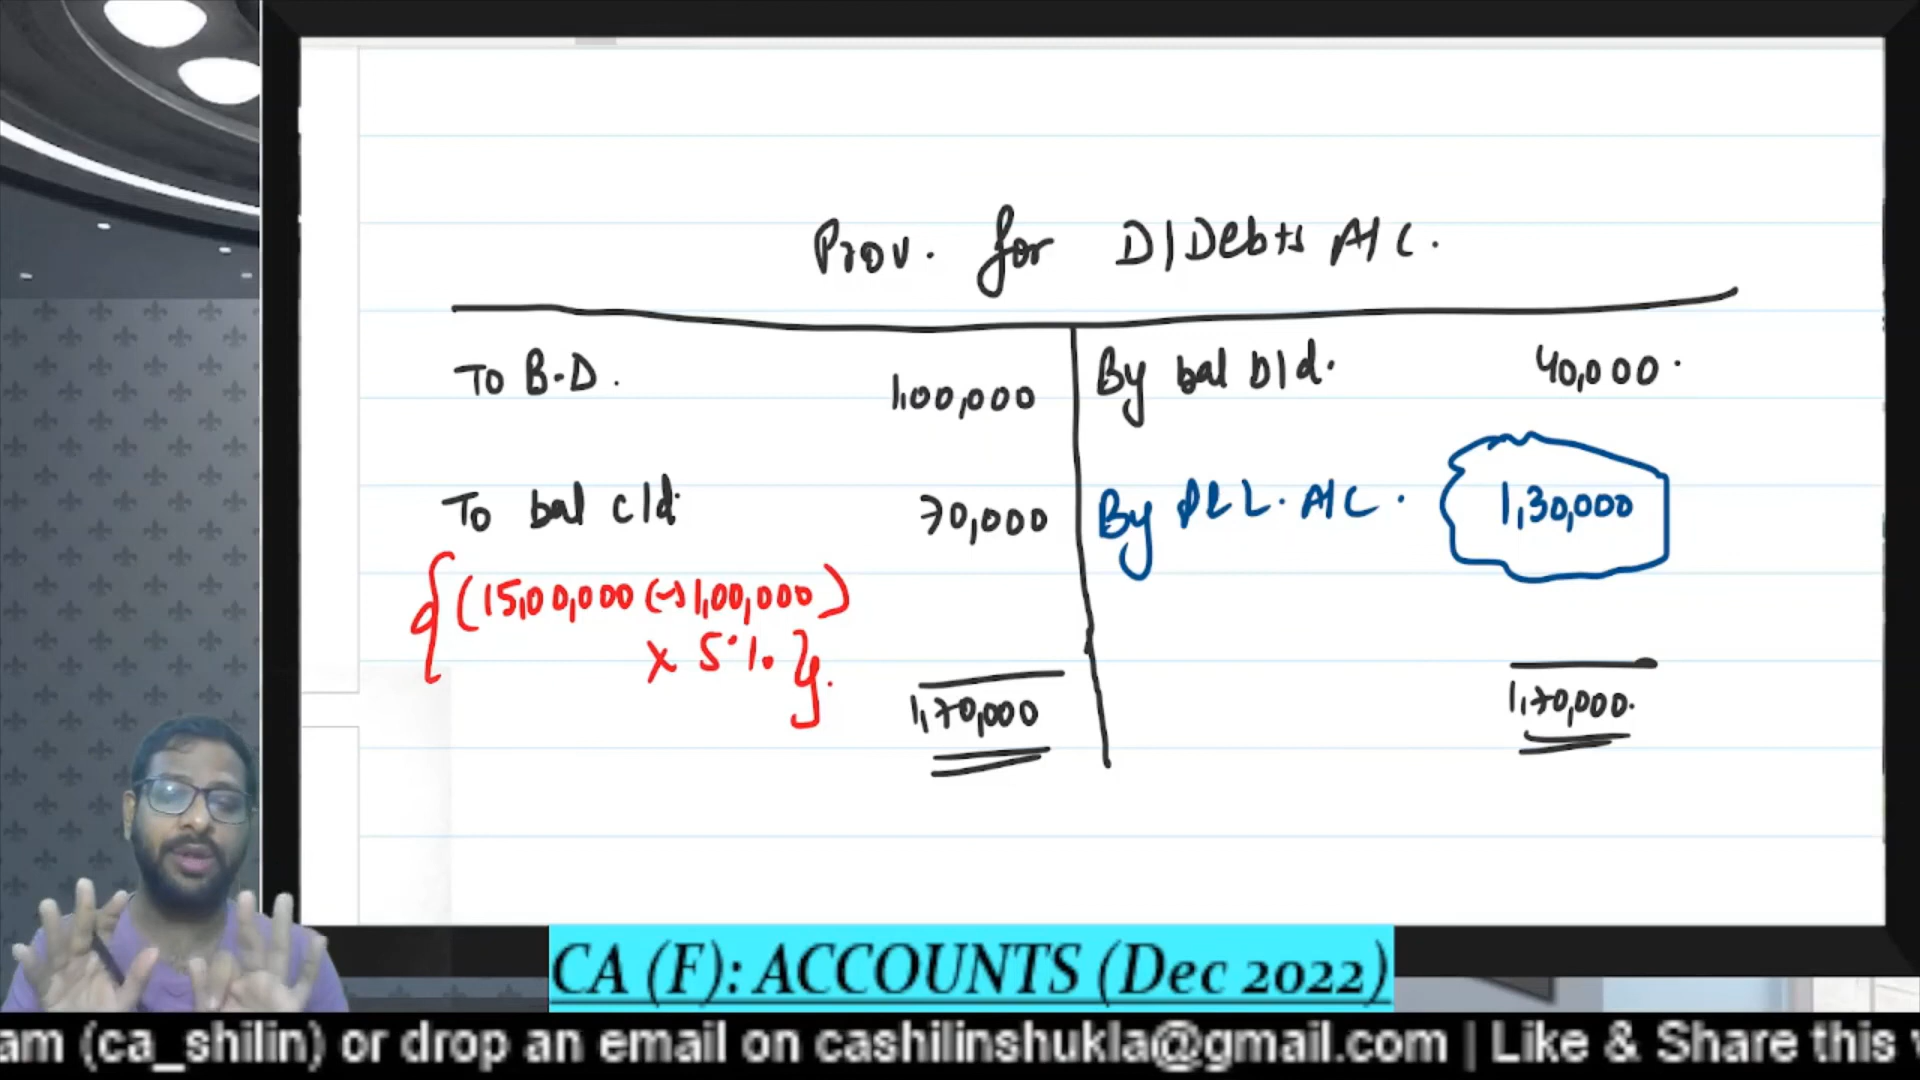 Prov. for D/Debts A/C.
To B.D. 1,00,000 By bal b/d. 40,000.
To bal c/d. 70,000 By P&L. A/C. 1,30,000
{(15,00,000 (-) 1,00,000)
x 5%.}.
1,70,000 1,70,000.
CA (F): ACCOUNTS (Dec 2022)
am (ca_shilin) or drop an email on cashilinshukla@gmail.com | Like & Share this v